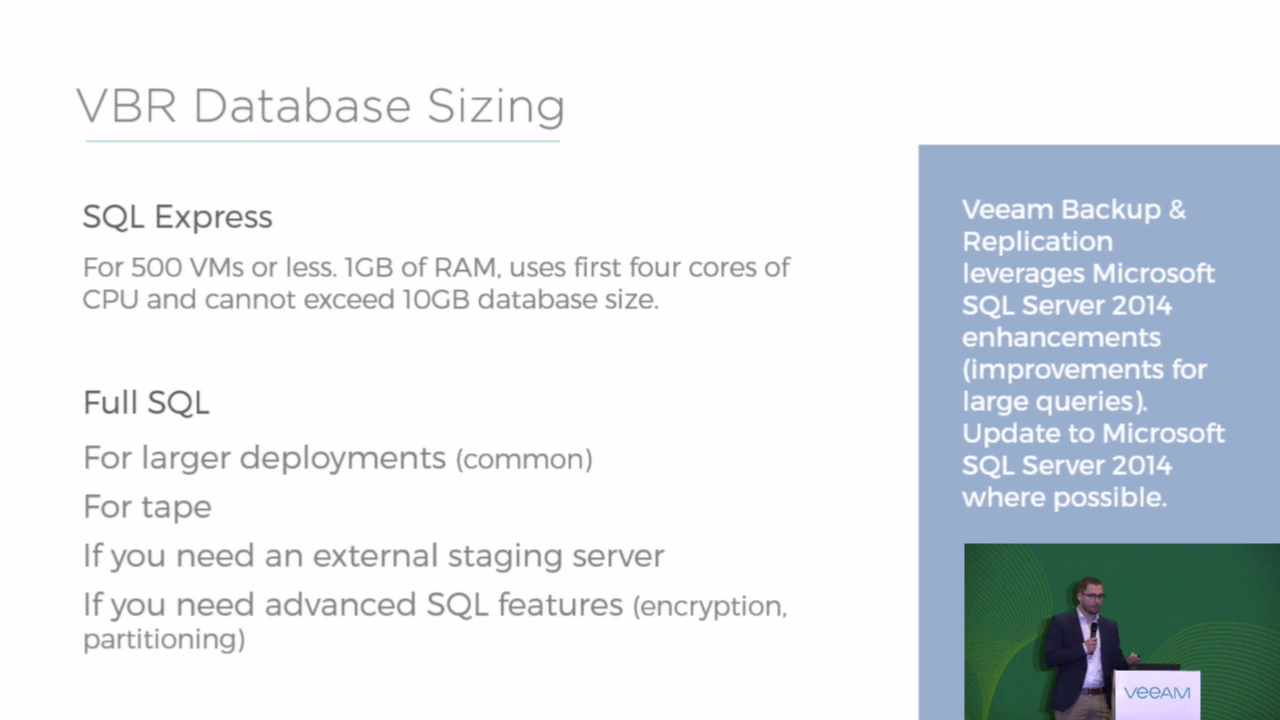 VBR Database Sizing
SQL Express
For 500 VMs or less. 1GB of RAM, uses first four cores of
CPU and cannot exceed 10GB database size.
Full SQL
For larger deployments (common)
For tape
If you need an external staging server
If you need advanced SQL features (encryption,
partitioning)
Veeam Backup &
Replication
leverages Microsoft
SQL Server 2014
enhancements
(improvements for
large queries).
Update to Microsoft
SQL Server 2014
where possible.
VEEAM